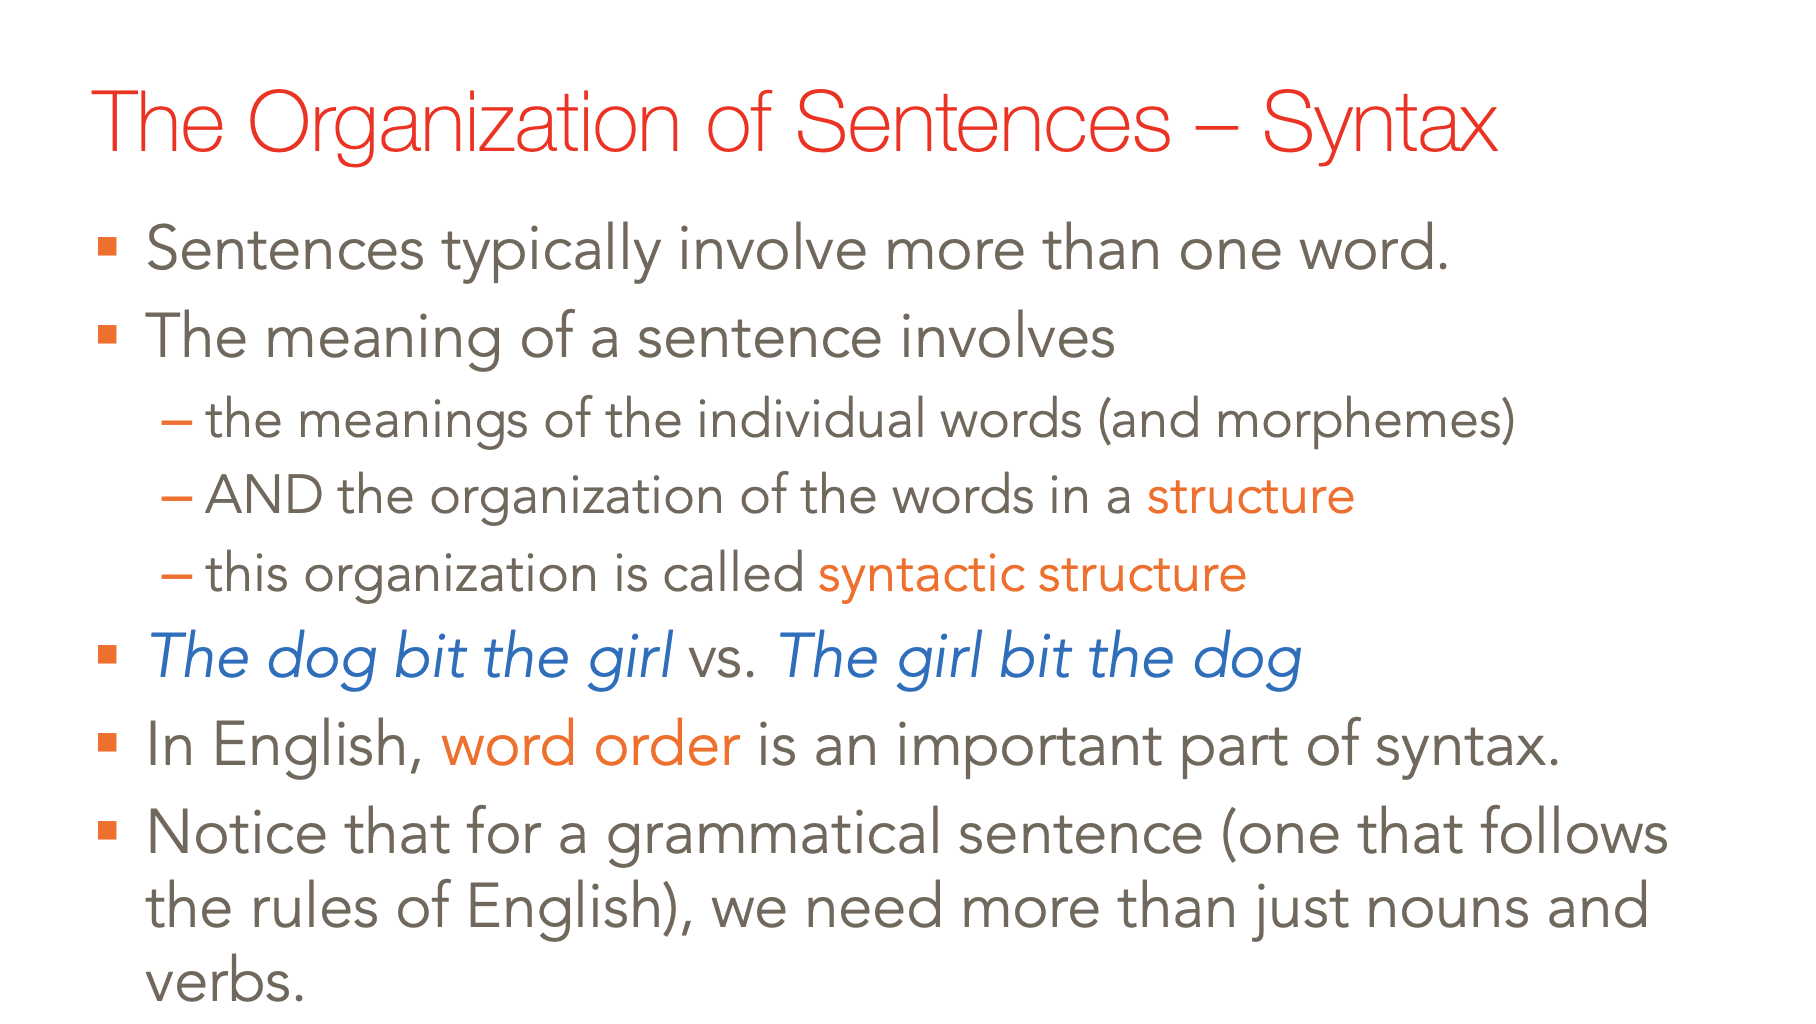 The Organization of Sentences – Syntax
▪ Sentences typically involve more than one word.
▪ The meaning of a sentence involves
– the meanings of the individual words (and morphemes)
– AND the organization of the words in a structure
– this organization is called syntactic structure
▪ The dog bit the girl vs. The girl bit the dog
▪ In English, word order is an important part of syntax.
▪ Notice that for a grammatical sentence (one that follows
the rules of English), we need more than just nouns and
verbs.